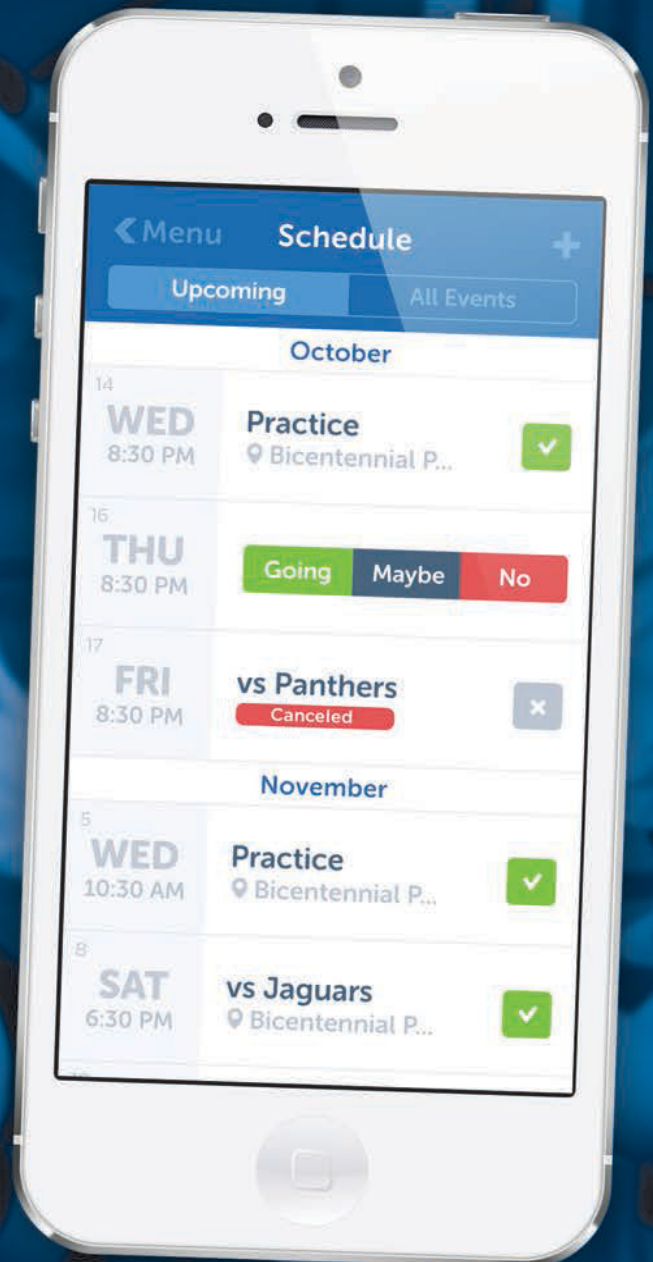 Menu Schedule +
Upcoming All Events
October
14
WED
8:30 PM
Practice
Bicentennial P...
16
THU
8:30 PM
Going Maybe No
17
FRI
8:30 PM
vs Panthers
Canceled
November
5
WED
10:30 AM
Practice
Bicentennial P...
8
SAT
6:30 PM
vs Jaguars
Bicentennial P...